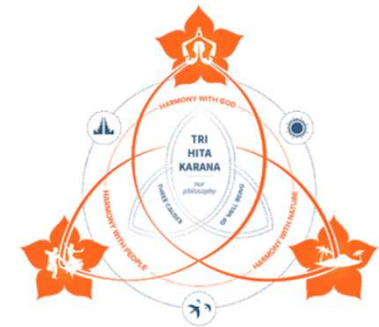 HARMONY WITH GOD
TRI
HITA
KARANA
our
philosophy
THREE CAUSES
OF WELL BEING
HARMONY WITH PEOPLE
HARMONY WITH NATURE